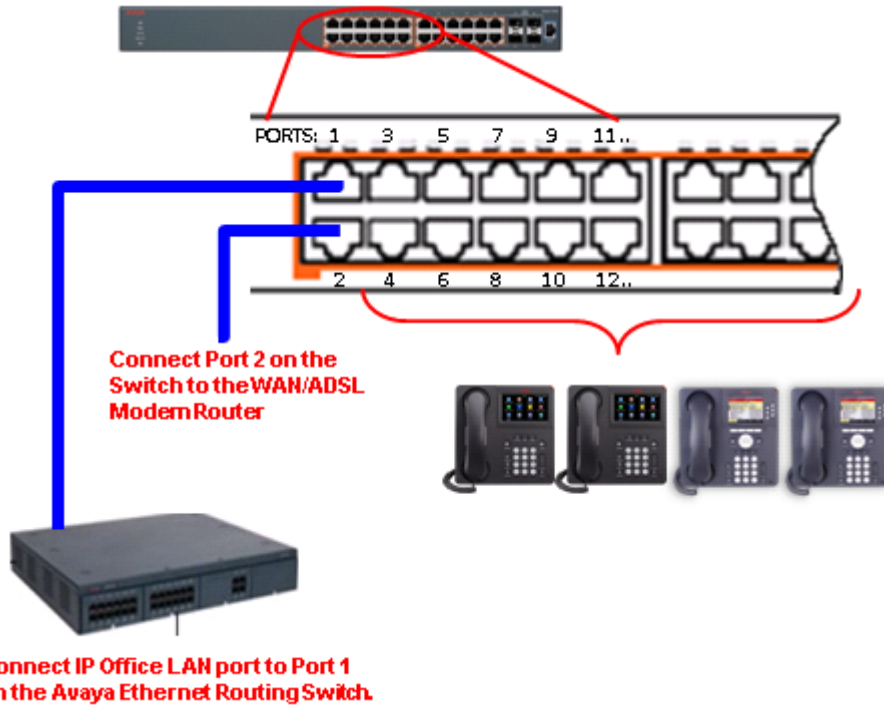 PORTS: 1 3 5 7 9 11..
2 4 6 8 10 12..
Connect Port 2 on the
Switch to the WAN/ADSL
Modem Router
onnect IP Office LAN port to Port 1
n the Avaya Ethernet Routing Switch.